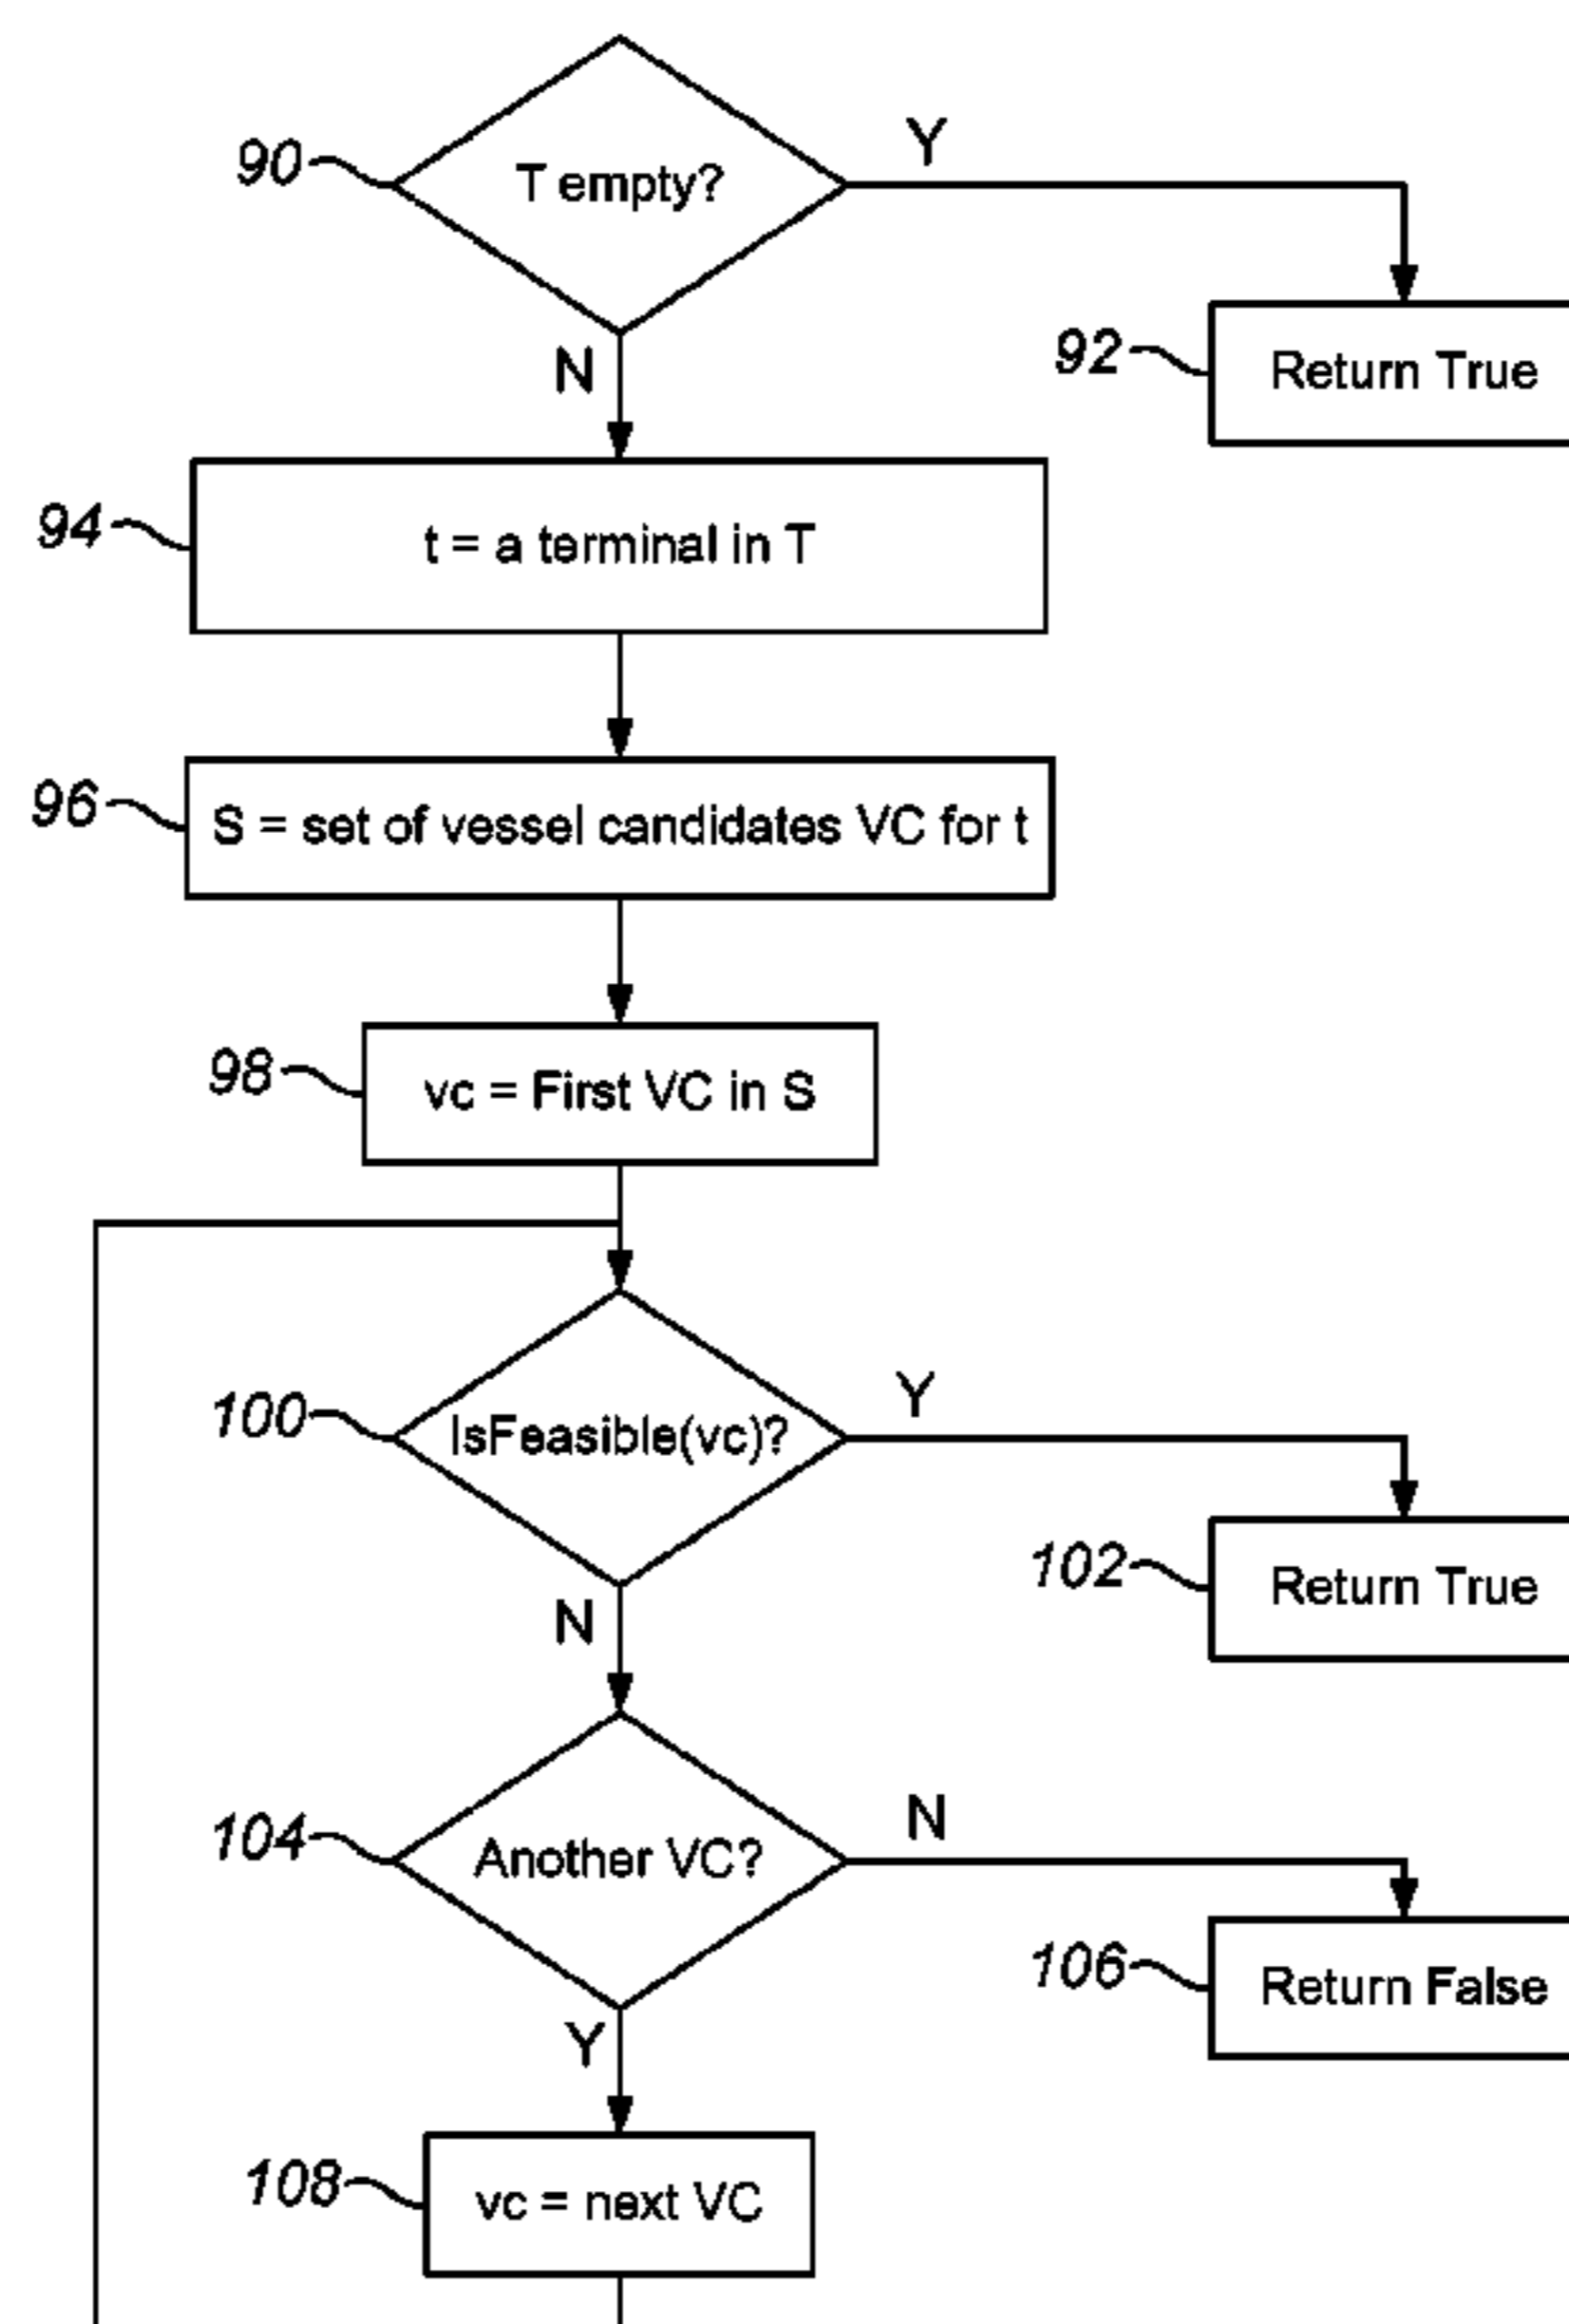 90
T empty?
Y
92
Return True
N
94
t = a terminal in T
96
S = set of vessel candidates VC for t
98
vc = First VC in S
100
IsFeasible(vc)?
Y
102
Return True
N
104
Another VC?
N
106
Return False
Y
108
vc = next VC